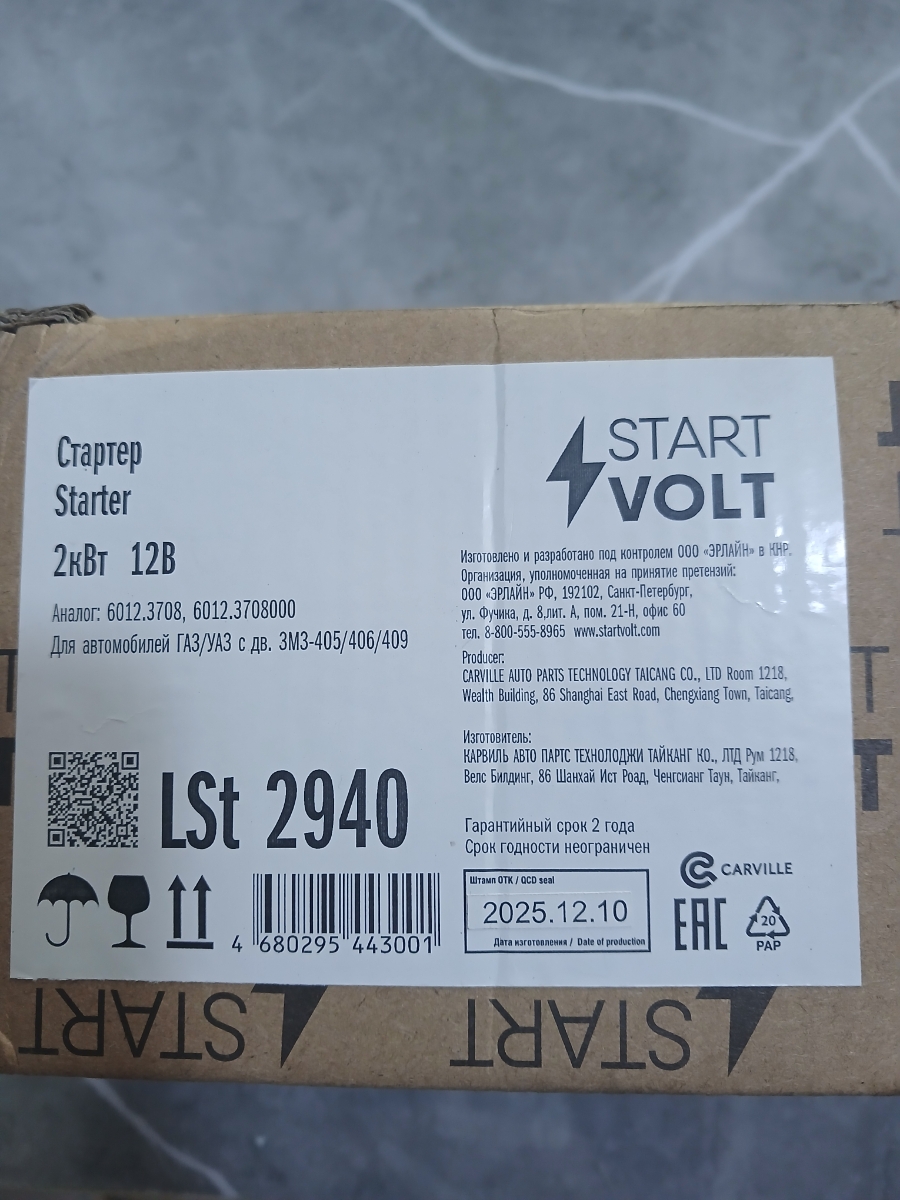 Стартер
Starter
2кВт 12В
Аналог: 6012.3708, 6012.3708000
Для автомобилей ГАЗ/УАЗ с дв. ЗМЗ-405/406/409
LSt 2940
4 680295 443001
START
VOLT
Изготовлено и разработано под контролем ООО «ЭРЛАЙН» в КНР.
Организация, уполномоченная на принятие претензий:
ООО «ЭРЛАЙН» РФ, 192102, Санкт-Петербург,
ул. Фучика, д. 8,лит. А, пом. 21-Н, офис 60
тел. 8-800-555-8965 www.startvolt.com
Producer:
CARVILLE AUTO PARTS TECHNOLOGY TAICANG CO., LTD Room 1218,
Wealth Building, 86 Shanghai East Road, Chengxiang Town, Taicang,
Изготовитель:
КАРВИЛЬ АВТО ПАРТС ТЕХНОЛОДЖИ ТАЙКАНГ КО., ЛТД Рум 1218,
Велс Билдинг, 86 Шанхай Ист Роад, Ченгсианг Таун, Тайканг,
Гарантийный срок 2 года
Срок годности неограничен
Штамп ОТК / QCD seal
2025.12.10
Дата изготовления / Date of production
CARVILLE
EAC
20
PAP
START
START